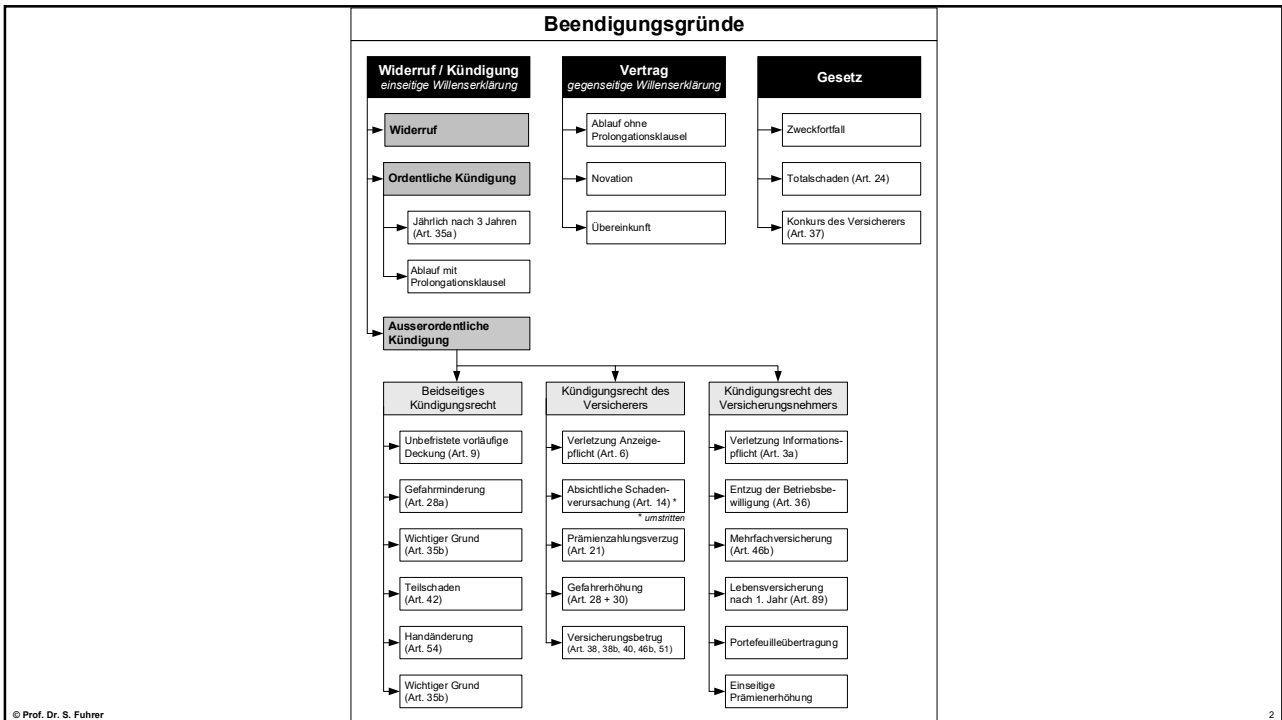 Beendigungsgründe
Widerruf / Kündigung
einseitige Willenserklärung
Widerruf
Ordentliche Kündigung
Jährlich nach 3 Jahren
(Art. 35a)
Ablauf mit
Prolongationsklausel
Ausserordentliche
Kündigung
Vertrag
gegenseitige Willenserklärung
Ablauf ohne
Prolongationsklausel
Novation
Übereinkunft
Gesetz
Zweckfortfall
Totalschaden (Art. 24)
Konkurs des Versicherers
(Art. 37)
Beidseitiges
Kündigungsrecht
Unbefristete vorläufige
Deckung (Art. 9)
Gefahrminderung
(Art. 28a)
Wichtiger Grund
(Art. 35b)
Teilschaden
(Art. 42)
Handänderung
(Art. 54)
Wichtiger Grund
(Art. 35b)
Kündigungsrecht des
Versicherers
Verletzung Anzeige-
pflicht (Art. 6)
Absichtliche Schaden-
verursachung (Art. 14) *
* umstritten
Prämienzahlungsverzug
(Art. 21)
Gefahrerhöhung
(Art. 28 + 30)
Versicherungsbetrug
(Art. 38, 38b, 40, 46b, 51)
Kündigungsrecht des
Versicherungsnehmers
Verletzung Informations-
pflicht (Art. 3a)
Entzug der Betriebsbe-
willigung (Art. 36)
Mehrfachversicherung
(Art. 46b)
Lebensversicherung
nach 1. Jahr (Art. 89)
Portefeuilleübertragung
Einseitige
Prämienerhöhung
© Prof. Dr. S. Fuhrer
2